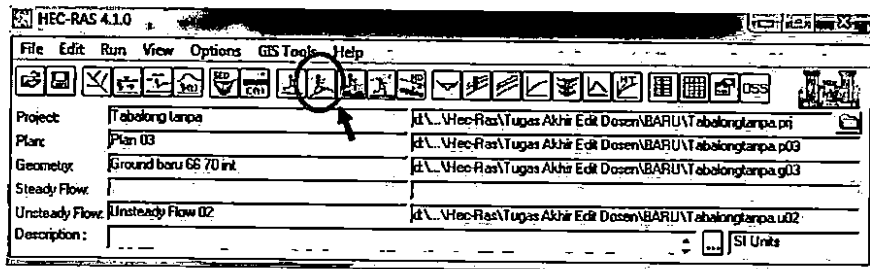 HEC-RAS 4.1.0
File Edit Run View Options GIS Tools Help
Project: Tabalong tanpa d:\...\Hec-Ras\Tugas Akhir Edit Dosen\BARU\Tabalongtanpa.prj
Plan: Plan 03 d:\...\Hec-Ras\Tugas Akhir Edit Dosen\BARU\Tabalongtanpa.p03
Geometry: Ground baru 66 70 int d:\...\Hec-Ras\Tugas Akhir Edit Dosen\BARU\Tabalongtanpa.g03
Steady Flow:
Unsteady Flow: Unsteady Flow 02 d:\...\Hec-Ras\Tugas Akhir Edit Dosen\BARU\Tabalongtanpa.u02
Description : ... SI Units